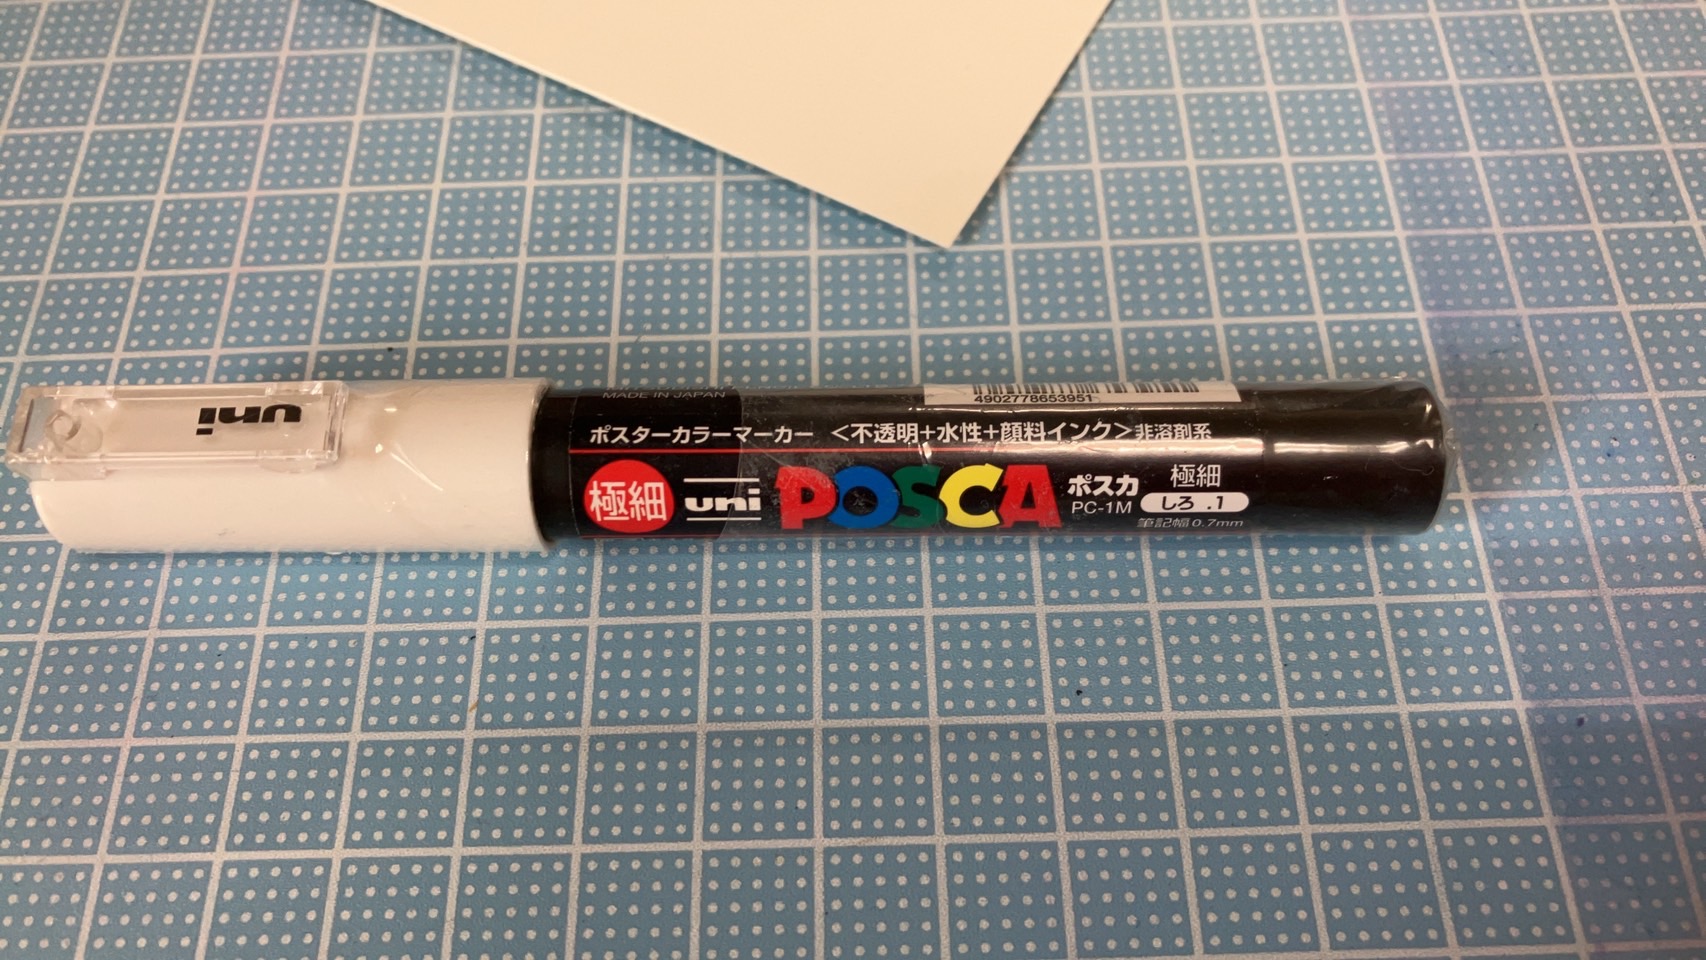 uni
MADE IN JAPAN
4902778653951
ポスターカラーマーカー <不透明+水性+顔料インク>非溶剤系
極細 uni POSCA ポスカ 極細
PC-1M しろ .1
筆記幅0.7mm